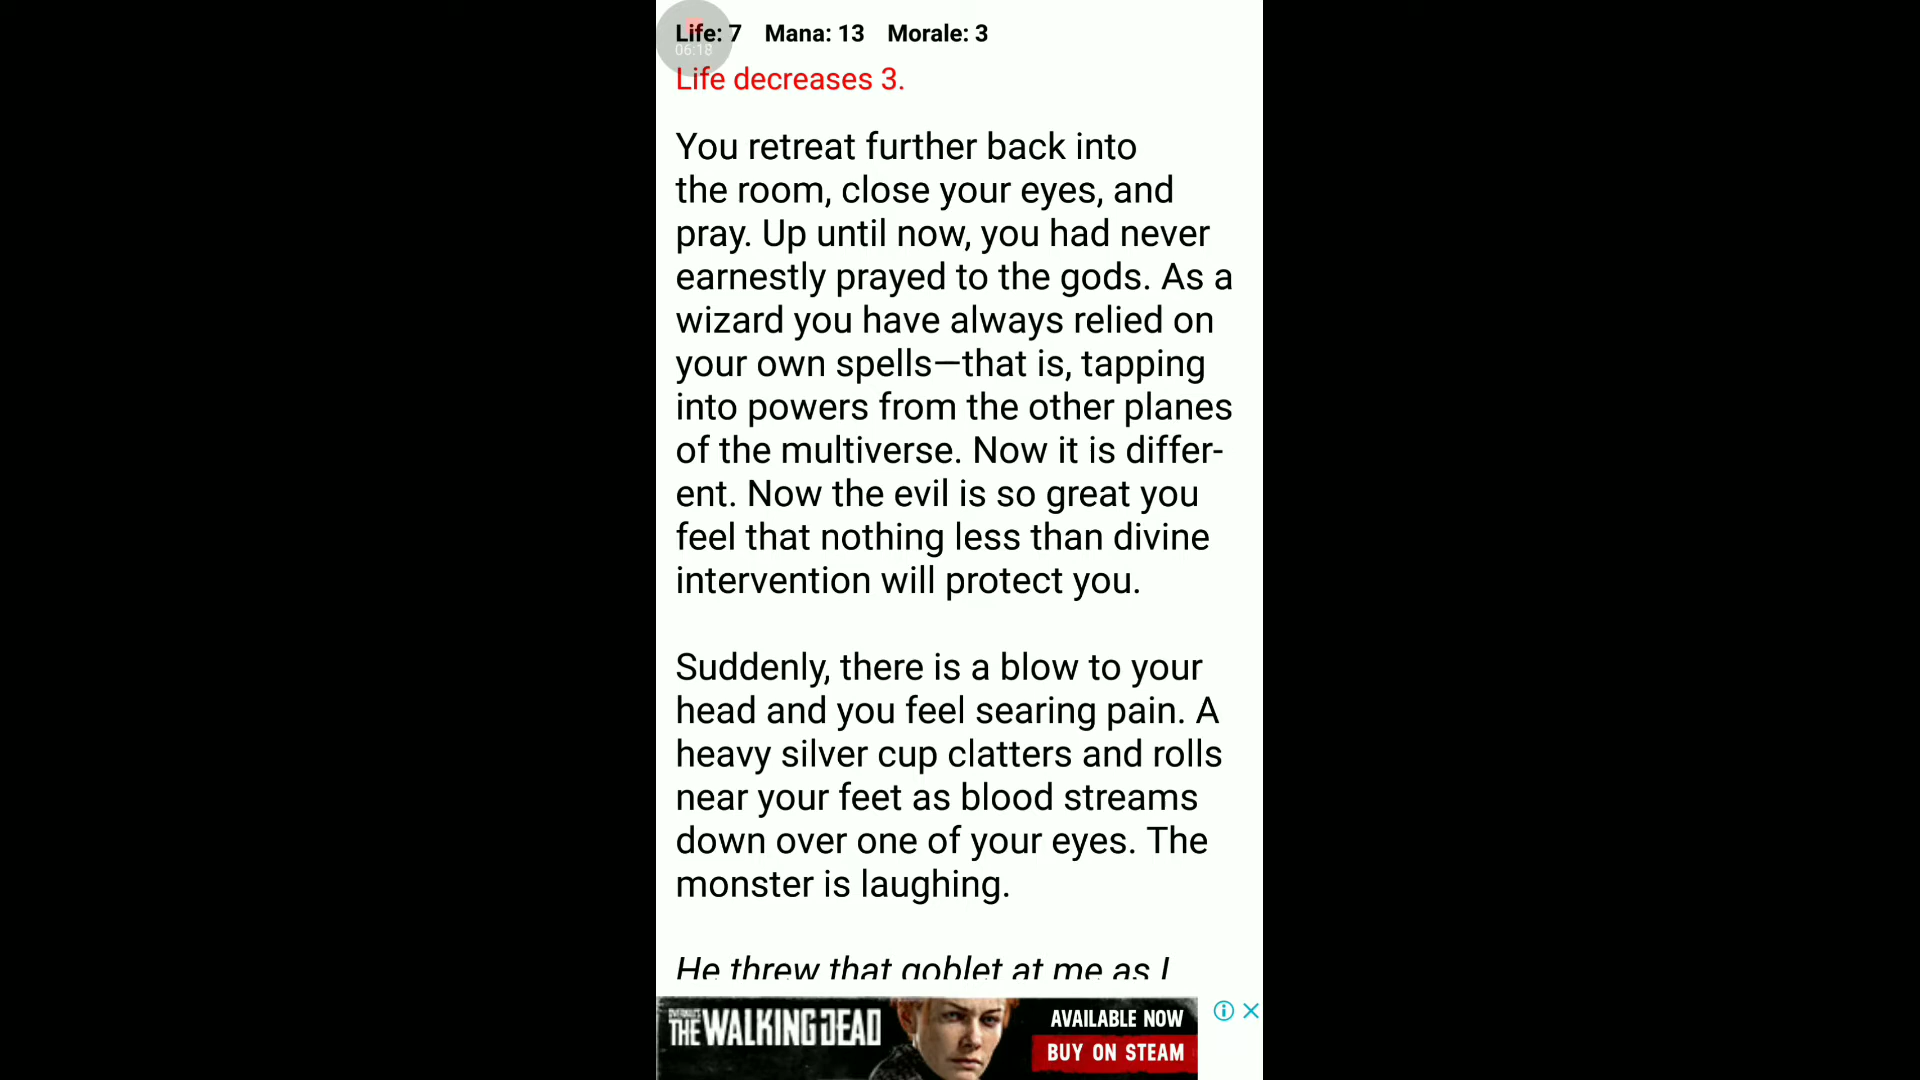 Life: 7 Mana: 13 Morale: 3
06:18
Life decreases 3.
You retreat further back into
the room, close your eyes, and
pray. Up until now, you had never
earnestly prayed to the gods. As a
wizard you have always relied on
your own spells—that is, tapping
into powers from the other planes
of the multiverse. Now it is differ-
ent. Now the evil is so great you
feel that nothing less than divine
intervention will protect you.
Suddenly, there is a blow to your
head and you feel searing pain. A
heavy silver cup clatters and rolls
near your feet as blood streams
down over one of your eyes. The
monster is laughing.
He threw that goblet at me as I
OVERKILL'S
THE WALKING DEAD
AVAILABLE NOW
BUY ON STEAM